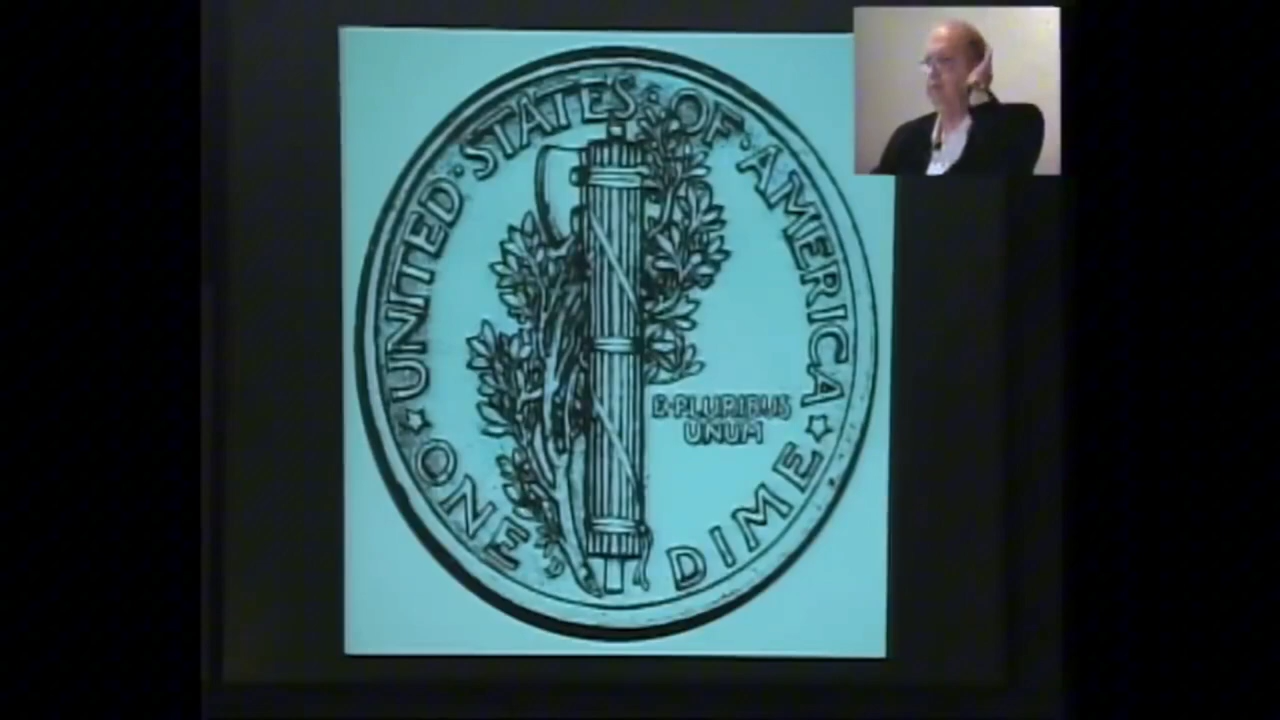 UNITED·STATES·OF·AMERICA
E·PLURIBUS
UNUM
ONE DIME
D